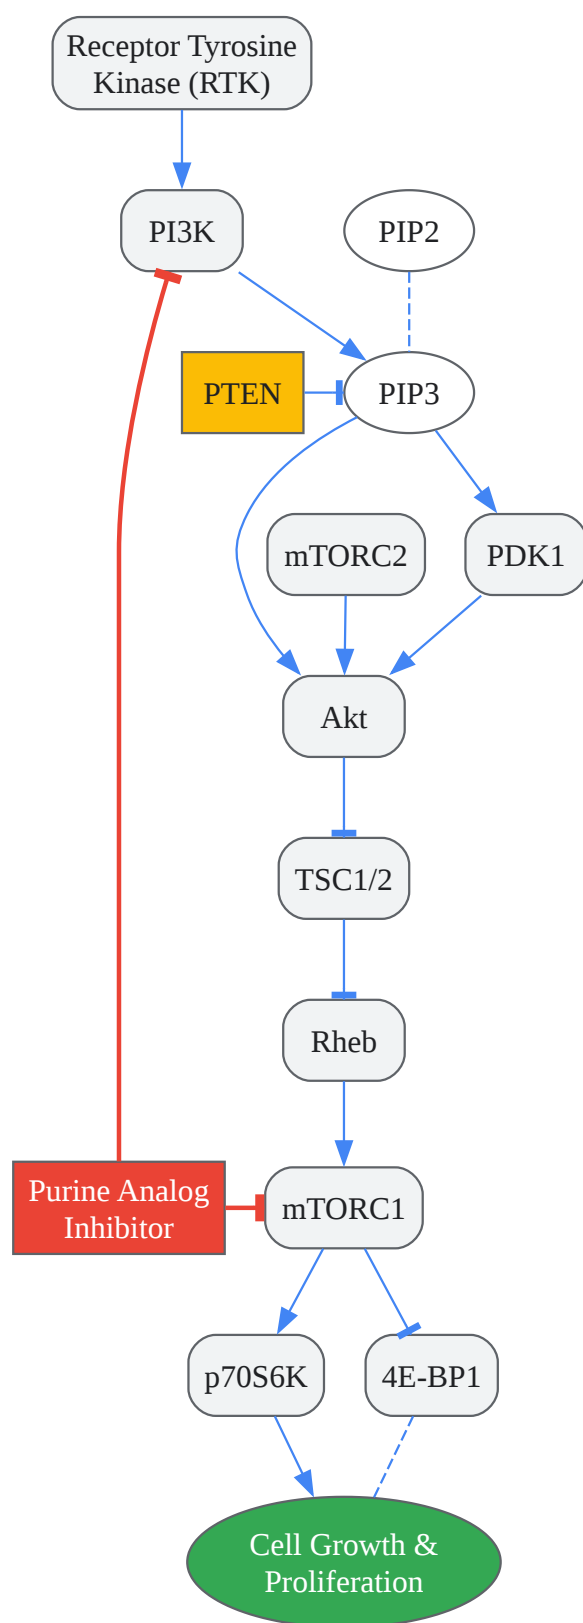 Receptor Tyrosine
Kinase (RTK)
PI3K
PIP2
PTEN
PIP3
mTORC2
PDK1
Akt
TSC1/2
Rheb
Purine Analog
Inhibitor
mTORC1
p70S6K
4E-BP1
Cell Growth &
Proliferation